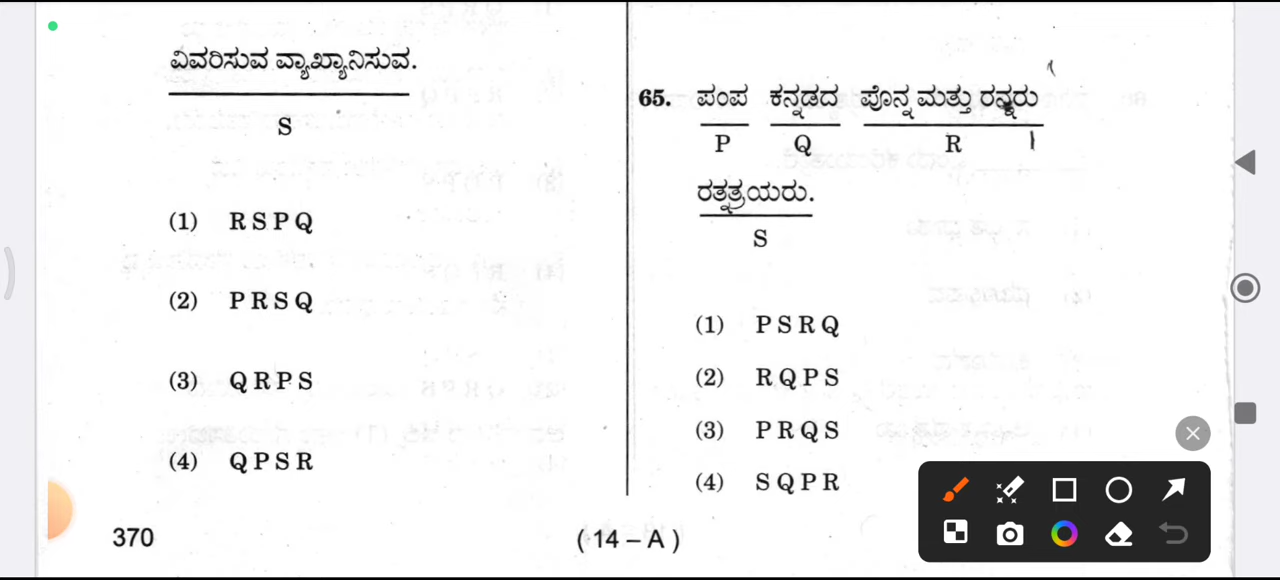 ವಿವರಿಸುವ ವ್ಯಾಖ್ಯಾನಿಸುವ.
S
(1) R S P Q
(2) P R S Q
(3) Q R P S
(4) Q P S R
65. ಪಂಪ ಕನ್ನಡದ ಪೊನ್ನ ಮತ್ತು ರನ್ನರು
P Q R
ರತ್ನತ್ರಯರು.
S
(1) P S R Q
(2) R Q P S
(3) P R Q S
(4) S Q P R
370
( 14 – A )